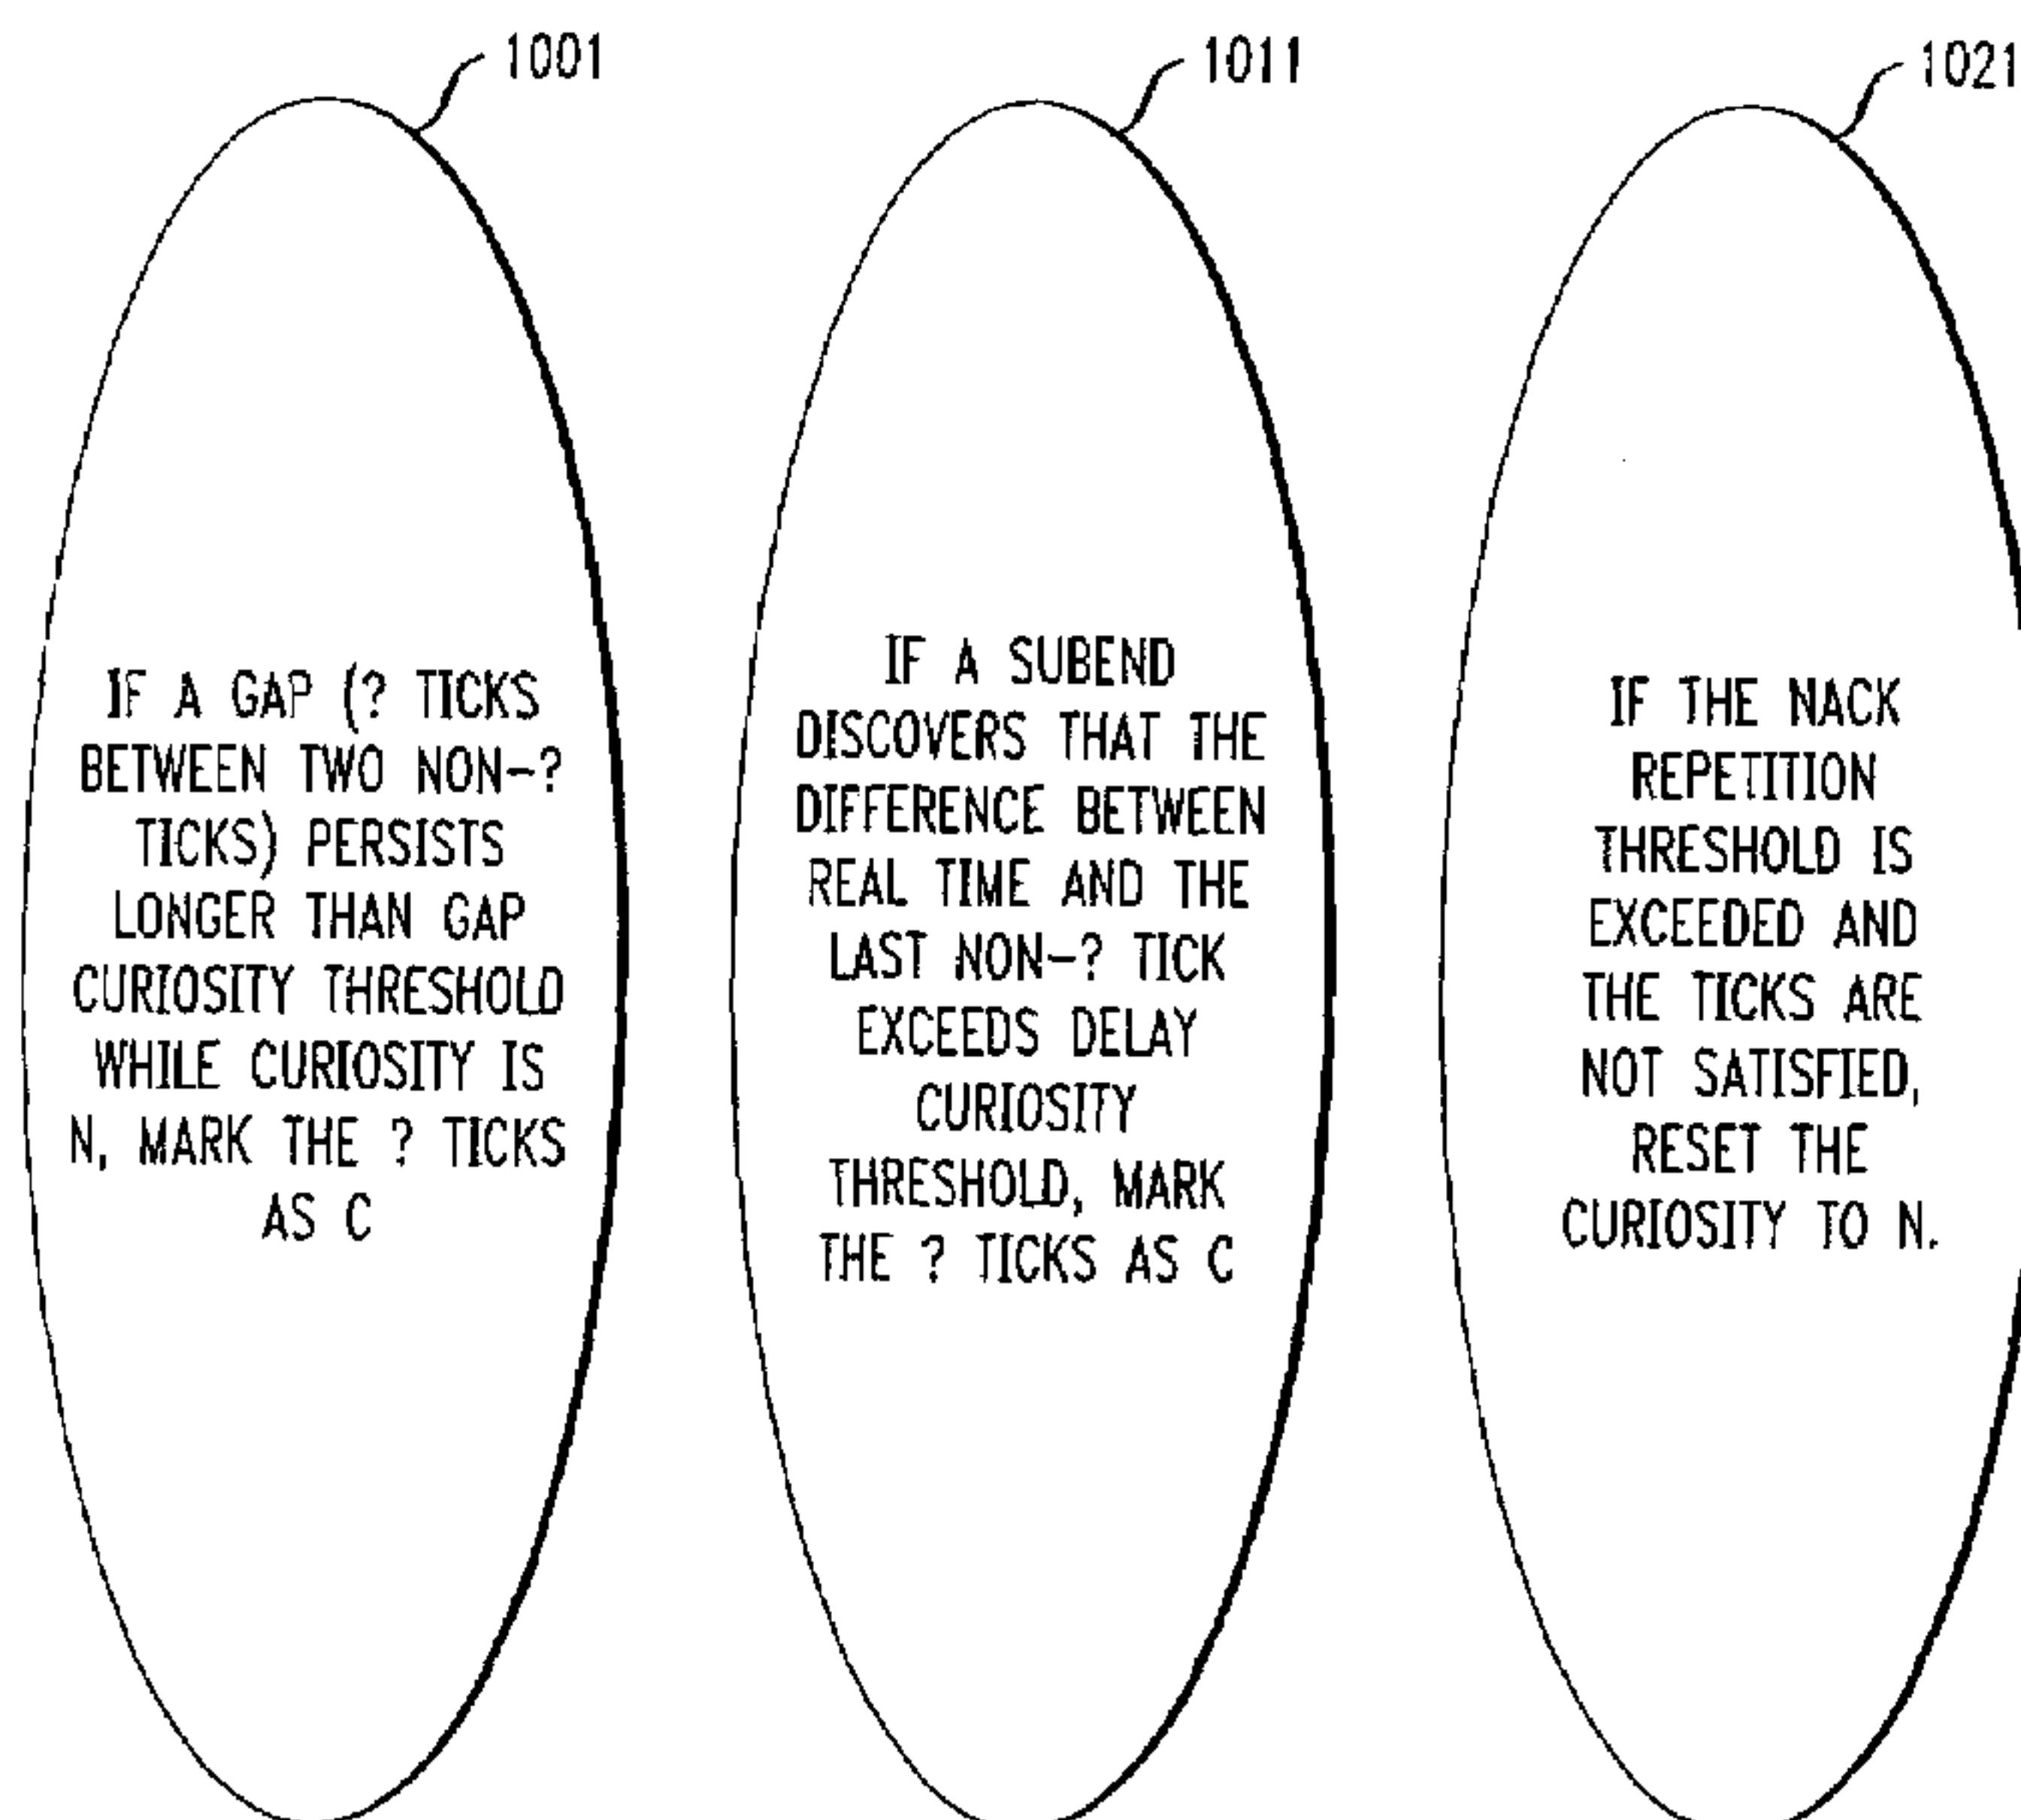 1001
IF A GAP (? TICKS
BETWEEN TWO NON-?
TICKS) PERSISTS
LONGER THAN GAP
CURIOSITY THRESHOLD
WHILE CURIOSITY IS
N, MARK THE ? TICKS
AS C
1011
IF A SUBEND
DISCOVERS THAT THE
DIFFERENCE BETWEEN
REAL TIME AND THE
LAST NON-? TICK
EXCEEDS DELAY
CURIOSITY
THRESHOLD, MARK
THE ? TICKS AS C
1021
IF THE NACK
REPETITION
THRESHOLD IS
EXCEEDED AND
THE TICKS ARE
NOT SATISFIED,
RESET THE
CURIOSITY TO N.